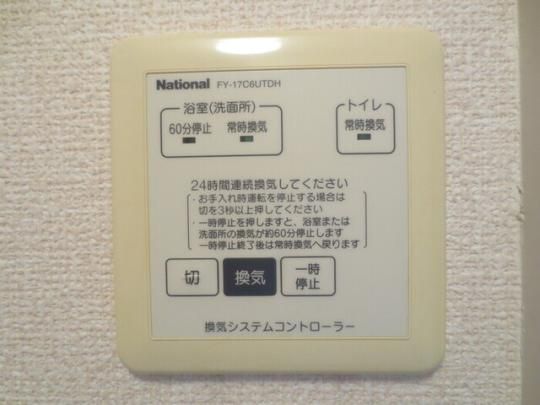 National FY-17C6UTDH
浴室(洗面所)
トイレ
60分停止 常時換気
常時換気
24時間連続換気してください
・お手入れ時運転を停止する場合は
切を3秒以上押してください
・一時停止を押しますと、浴室または
洗面所の換気が約60分停止します
一時停止終了後は常時換気へ戻ります
切
換気
一時
停止
換気システムコントローラー